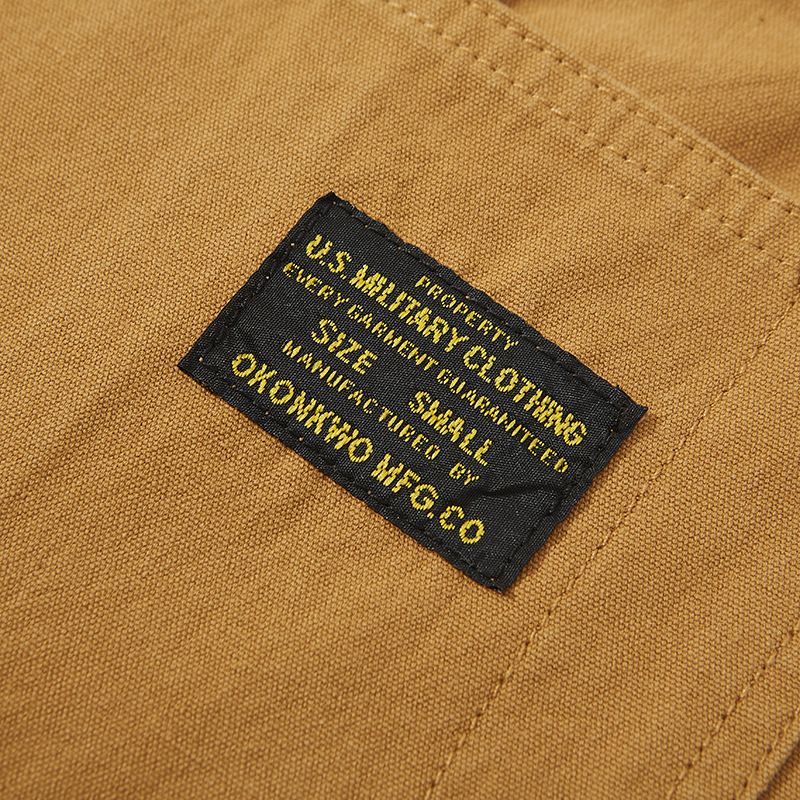 PROPERTY
U.S. MILITARY CLOTHING
EVERY GARMENT GUARANTEED
SIZE SMALL
MANUFACTURED BY
OKONKWO MFG.CO